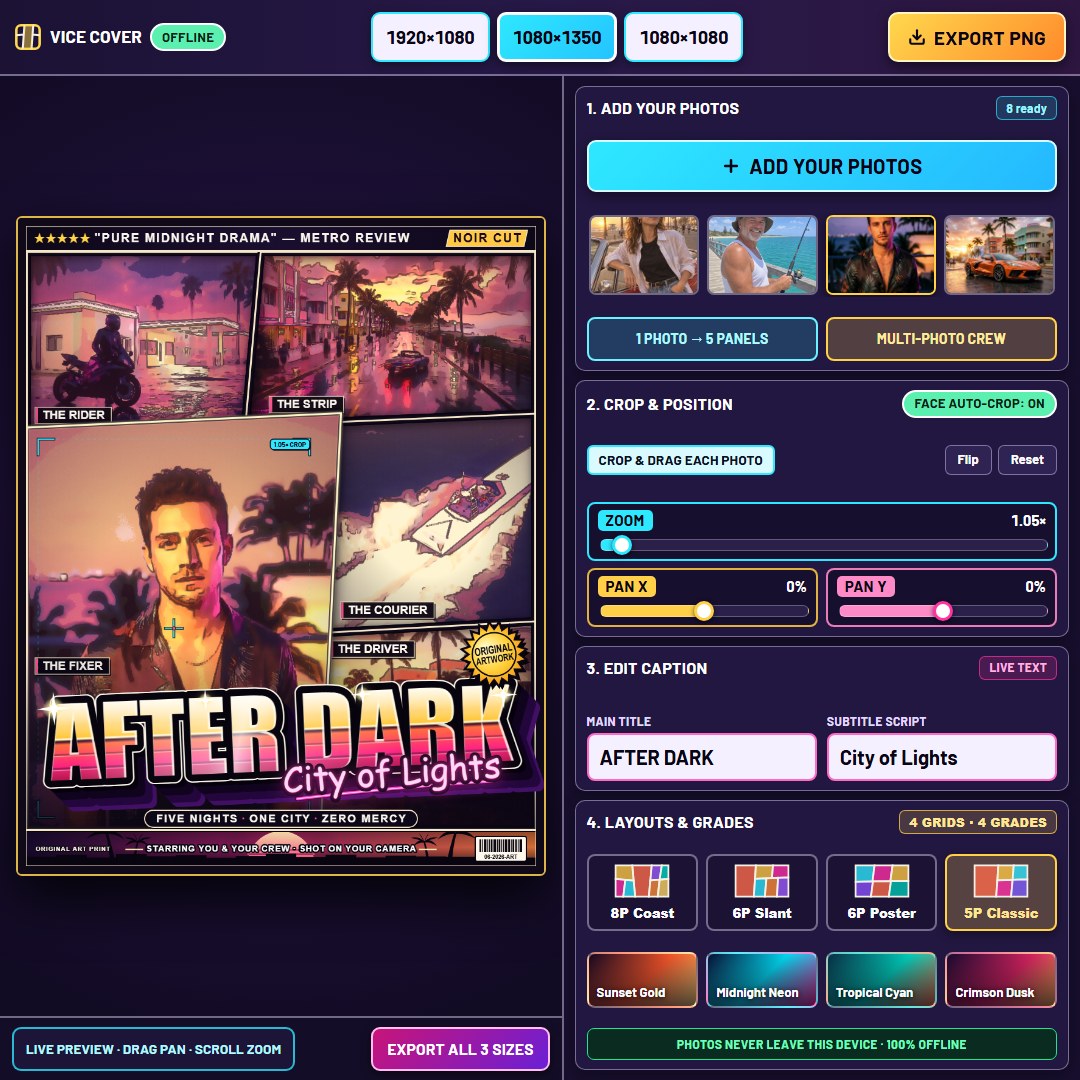 VICE COVER
OFFLINE
1920×1080
1080×1350
1080×1080
EXPORT PNG
★★★★★ "PURE MIDNIGHT DRAMA" — METRO REVIEW
NOIR CUT
THE RIDER
THE STRIP
1.05× CROP
THE FIXER
THE COURIER
THE DRIVER
ORIGINAL
ARTWORK
AFTER DARK
City of Lights
FIVE NIGHTS · ONE CITY · ZERO MERCY
ORIGINAL ART PRINT
STARRING YOU & YOUR CREW · SHOT ON YOUR CAMERA
06-2026-ART
LIVE PREVIEW · DRAG PAN · SCROLL ZOOM
EXPORT ALL 3 SIZES
1. ADD YOUR PHOTOS
8 ready
+ ADD YOUR PHOTOS
1 PHOTO → 5 PANELS
MULTI-PHOTO CREW
2. CROP & POSITION
FACE AUTO-CROP: ON
CROP & DRAG EACH PHOTO
Flip
Reset
ZOOM
1.05×
PAN X
0%
PAN Y
0%
3. EDIT CAPTION
LIVE TEXT
MAIN TITLE
SUBTITLE SCRIPT
AFTER DARK
City of Lights
4. LAYOUTS & GRADES
4 GRIDS · 4 GRADES
8P Coast
6P Slant
6P Poster
5P Classic
Sunset Gold
Midnight Neon
Tropical Cyan
Crimson Dusk
PHOTOS NEVER LEAVE THIS DEVICE · 100% OFFLINE